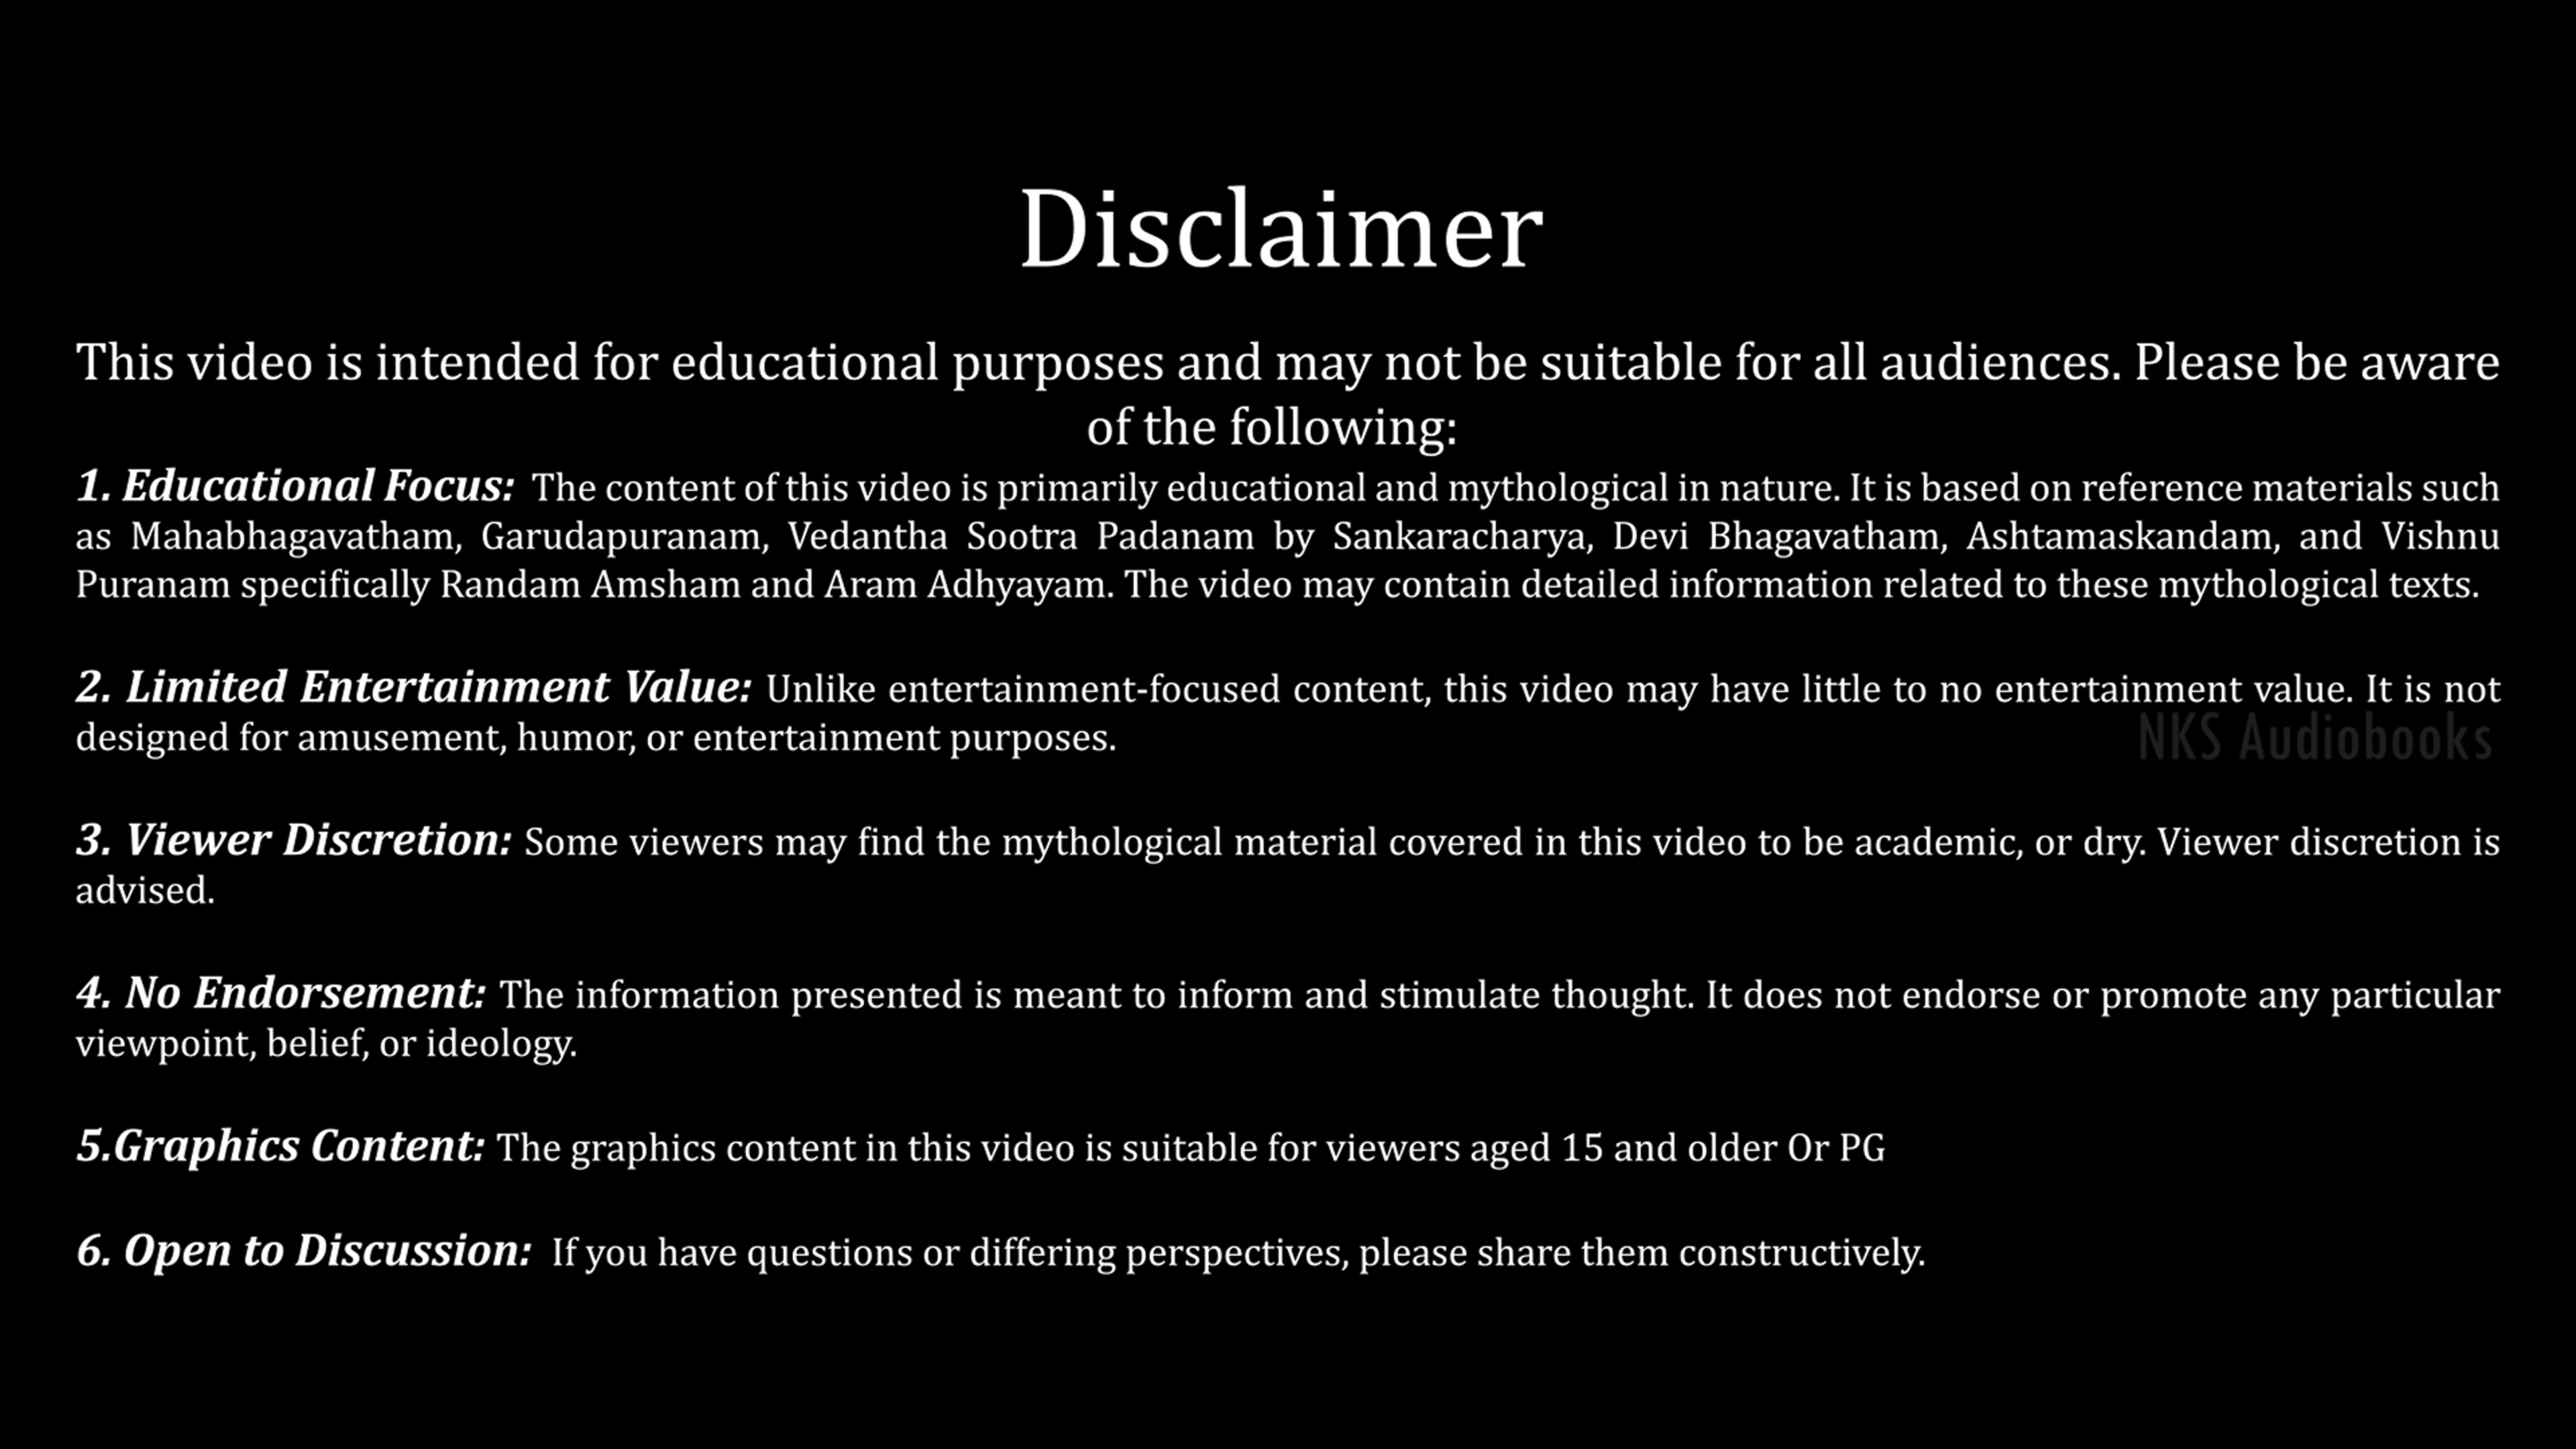 Disclaimer
This video is intended for educational purposes and may not be suitable for all audiences. Please be aware
of the following:
1. Educational Focus: The content of this video is primarily educational and mythological in nature. It is based on reference materials such
as Mahabhagavatham, Garudapuranam, Vedantha Sootra Padanam by Sankaracharya, Devi Bhagavatham, Ashtamaskandam, and Vishnu
Puranam specifically Randam Amsham and Aram Adhyayam. The video may contain detailed information related to these mythological texts.
2. Limited Entertainment Value: Unlike entertainment-focused content, this video may have little to no entertainment value. It is not
designed for amusement, humor, or entertainment purposes.
NKS Audiobooks
3. Viewer Discretion: Some viewers may find the mythological material covered in this video to be academic, or dry. Viewer discretion is
advised.
4. No Endorsement: The information presented is meant to inform and stimulate thought. It does not endorse or promote any particular
viewpoint, belief, or ideology.
5.Graphics Content: The graphics content in this video is suitable for viewers aged 15 and older Or PG
6. Open to Discussion: If you have questions or differing perspectives, please share them constructively.